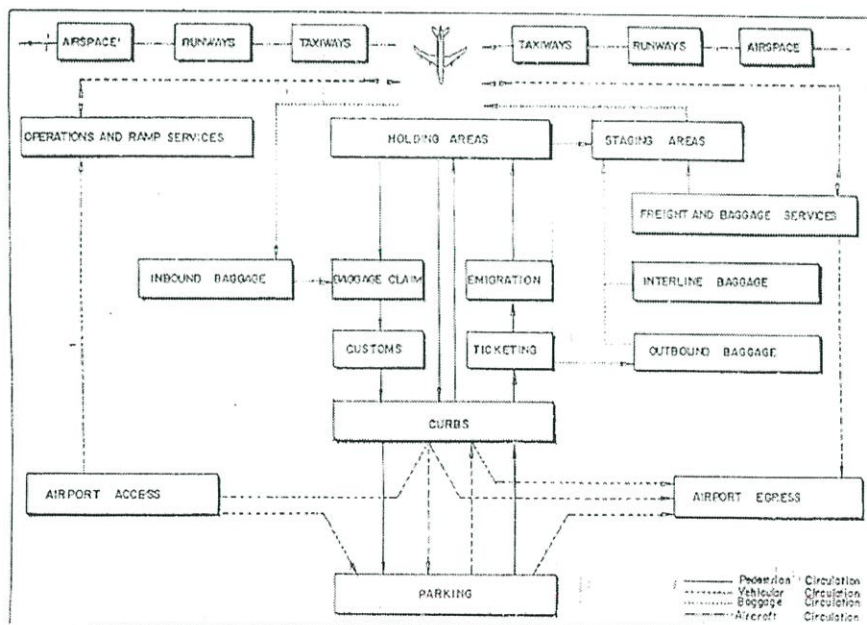 AIRSPACE RUNWAYS TAXIWAYS TAXIWAYS RUNWAYS AIRSPACE
OPERATIONS AND RAMP SERVICES HOLDING AREAS STAGING AREAS
FREIGHT AND BAGGAGE SERVICES
INBOUND BAGGAGE BAGGAGE CLAIM EMIGRATION INTERLINE BAGGAGE
CUSTOMS TICKETING OUTBOUND BAGGAGE
CURBS
AIRPORT ACCESS AIRPORT EGRESS
PARKING
Pedestrian Circulation
Vehicular Circulation
Baggage Circulation
Aircraft Circulation